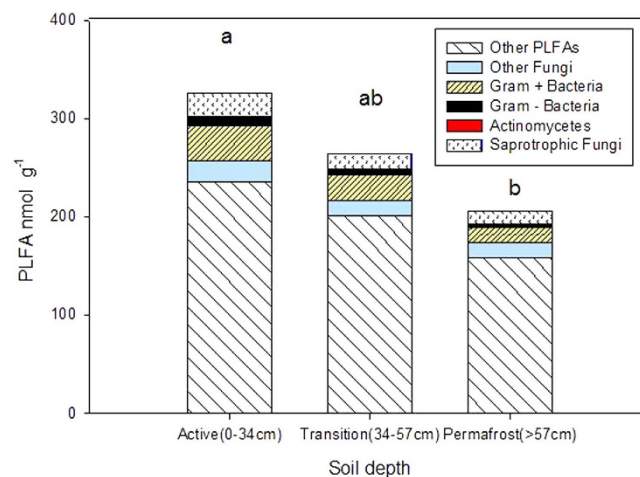 400
300
200
100
0
PLFA nmol g-1
a
ab
b
Other PLFAs
Other Fungi
Gram + Bacteria
Gram - Bacteria
Actinomycetes
Saprotrophic Fungi
Active(0-34cm) Transition(34-57cm) Permafrost(>57cm)
Soil depth